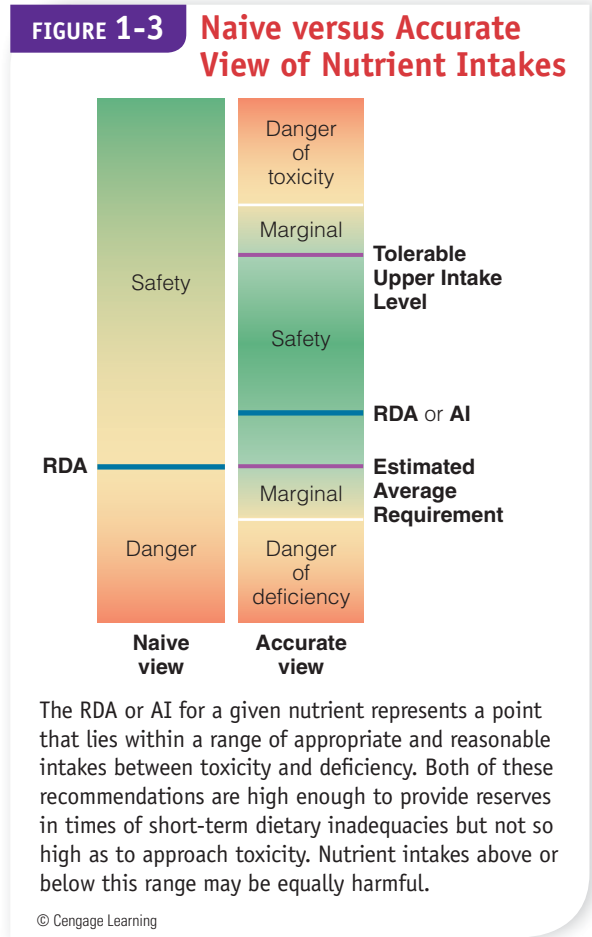 FIGURE 1-3
Naive versus Accurate
View of Nutrient Intakes
Safety
RDA
Danger
Naive
view
Danger
of
toxicity
Marginal
Tolerable
Upper Intake
Level
Safety
RDA or AI
Estimated
Average
Requirement
Marginal
Danger
of
deficiency
Accurate
view
The RDA or AI for a given nutrient represents a point
that lies within a range of appropriate and reasonable
intakes between toxicity and deficiency. Both of these
recommendations are high enough to provide reserves
in times of short-term dietary inadequacies but not so
high as to approach toxicity. Nutrient intakes above or
below this range may be equally harmful.
© Cengage Learning